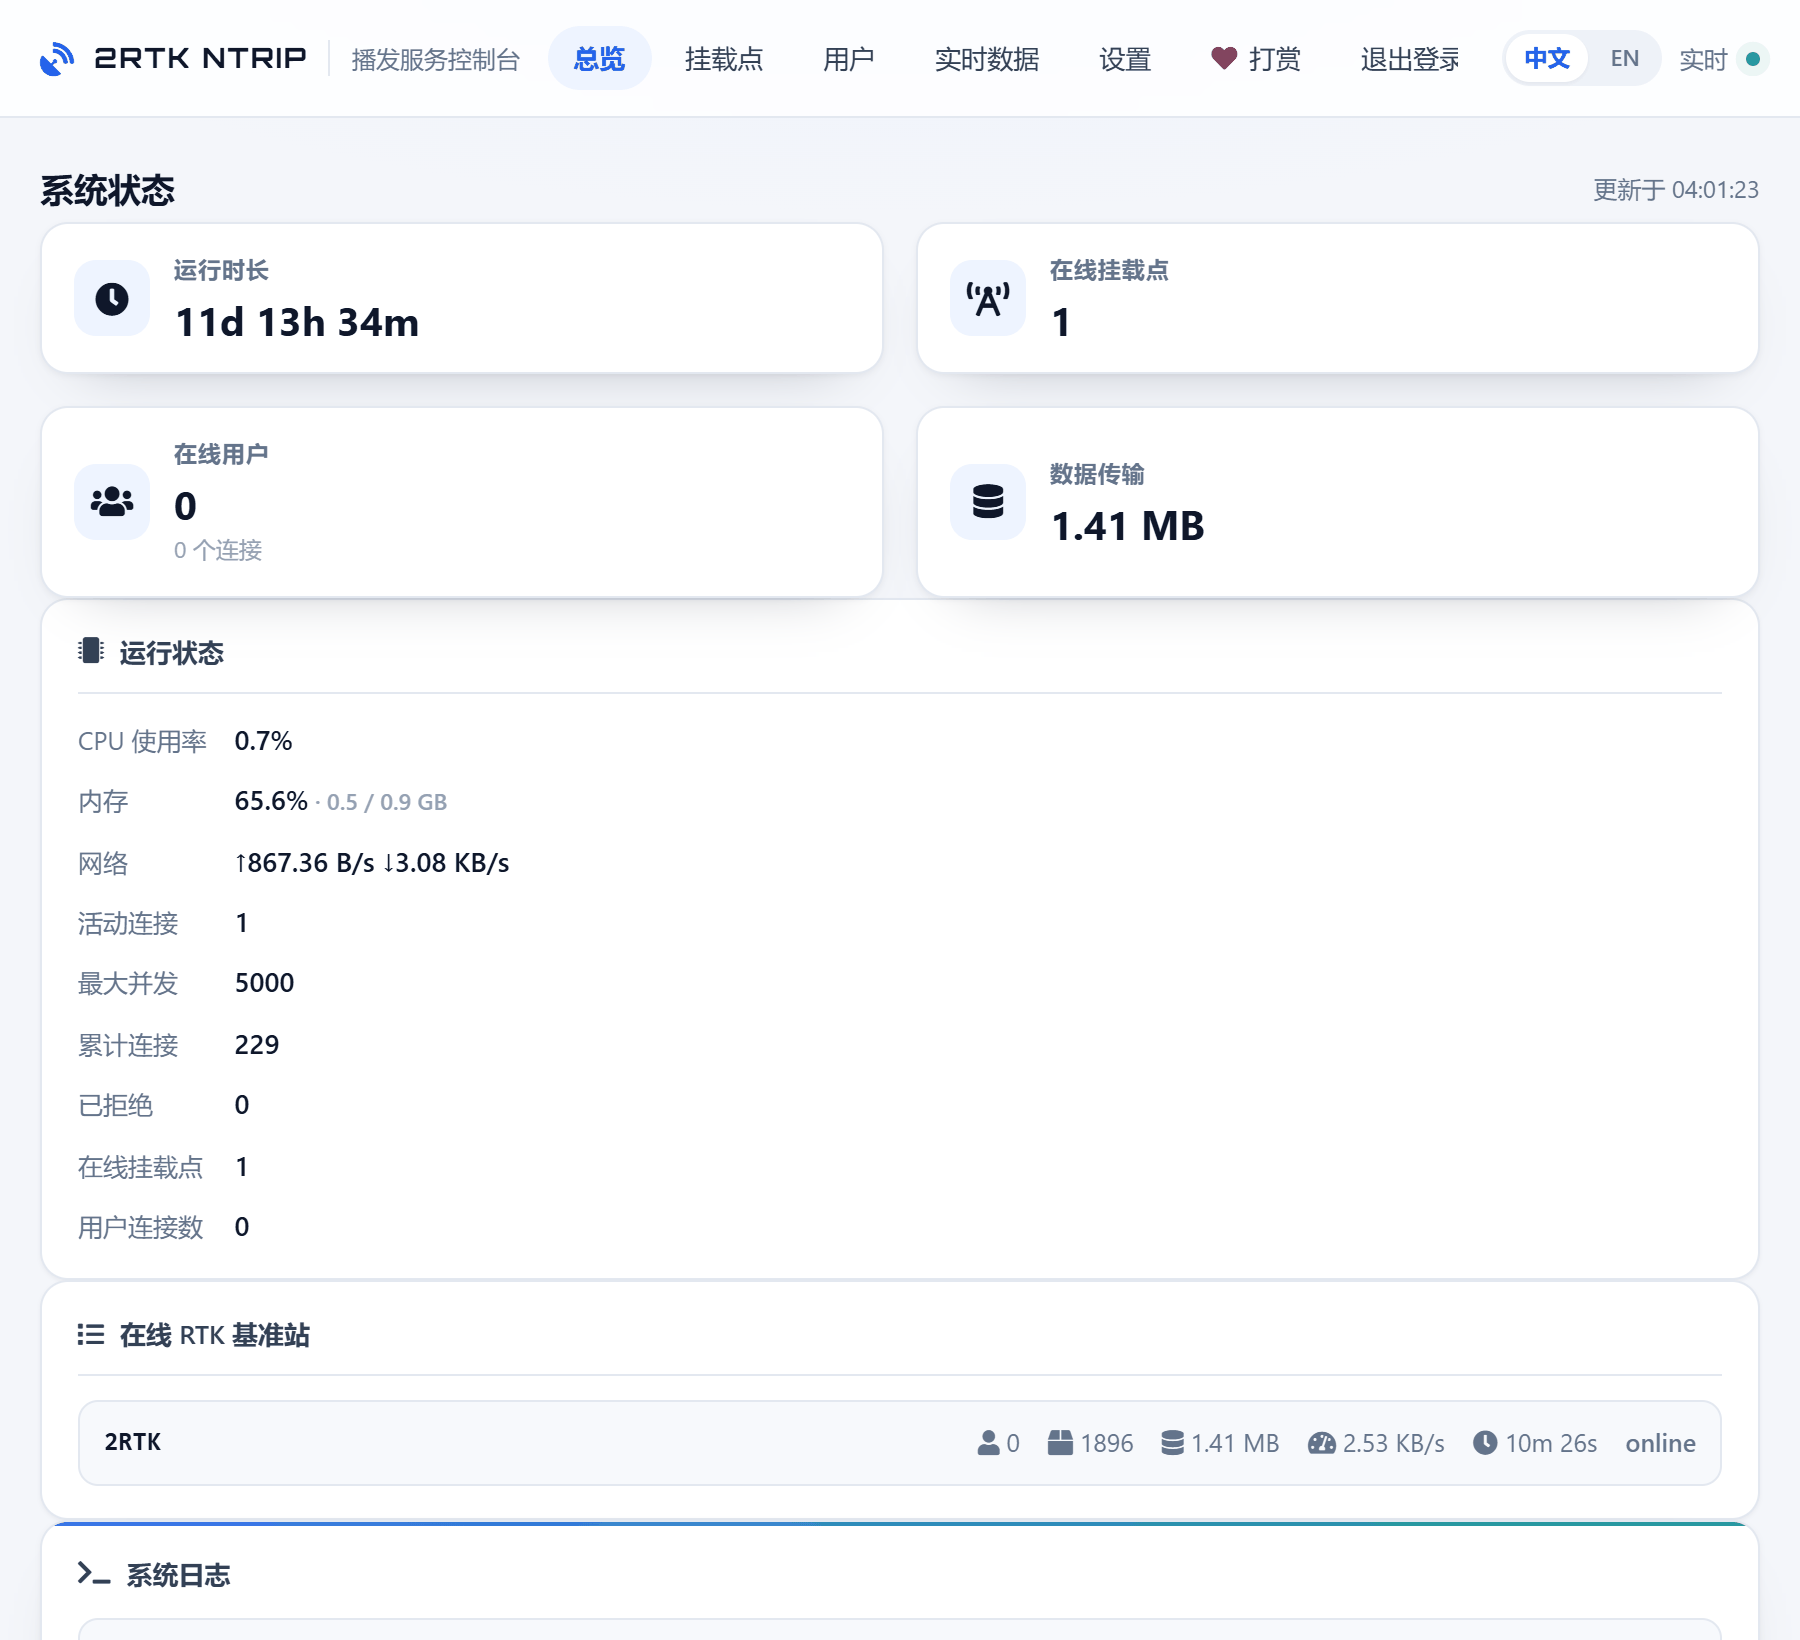 2RTK NTRIP 播发服务控制台 总览 挂载点 用户 实时数据 设置 打赏 退出登录 中文 EN 实时
系统状态 更新于 04:01:23
运行时长
11d 13h 34m
在线挂载点
1
在线用户
0
0 个连接
数据传输
1.41 MB
运行状态
CPU 使用率 0.7%
内存 65.6% · 0.5 / 0.9 GB
网络 ↑867.36 B/s ↓3.08 KB/s
活动连接 1
最大并发 5000
累计连接 229
已拒绝 0
在线挂载点 1
用户连接数 0
在线 RTK 基准站
2RTK 0 1896 1.41 MB 2.53 KB/s 10m 26s online
系统日志